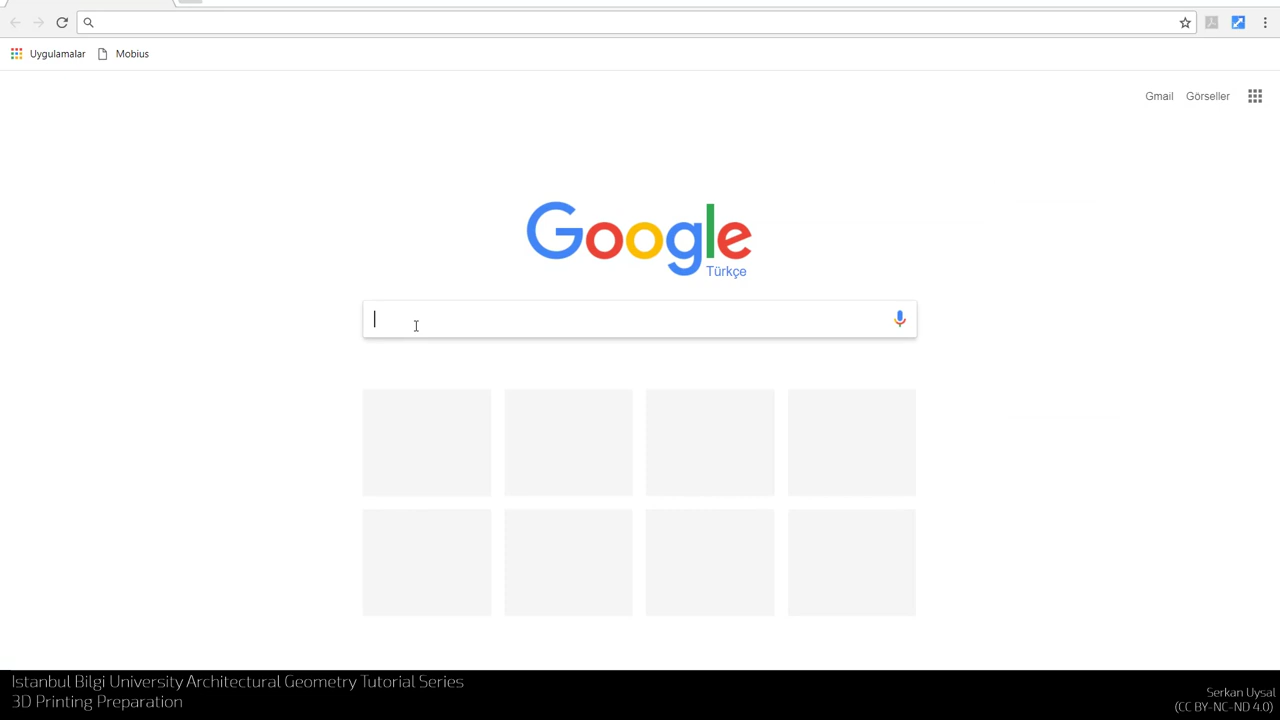 Uygulamalar Mobius
Gmail Görseller
Google
Türkçe
Istanbul Bilgi University Architectural Geometry Tutorial Series
3D Printing Preparation
Serkan Uysal
(CC BY-NC-ND 4.0)